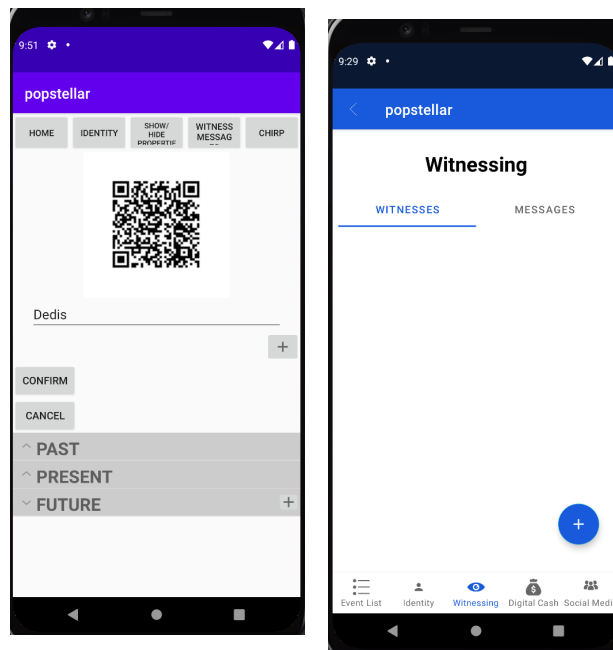 9:51
popstellar
HOME
IDENTITY
SHOW/
HIDE
PROPERTIE
WITNESS
MESSAG
CHIRP
Dedis
+
CONFIRM
CANCEL
PAST
PRESENT
FUTURE +
9:29
popstellar
Witnessing
WITNESSES MESSAGES
+
Event List Identity Witnessing Digital Cash Social Medi